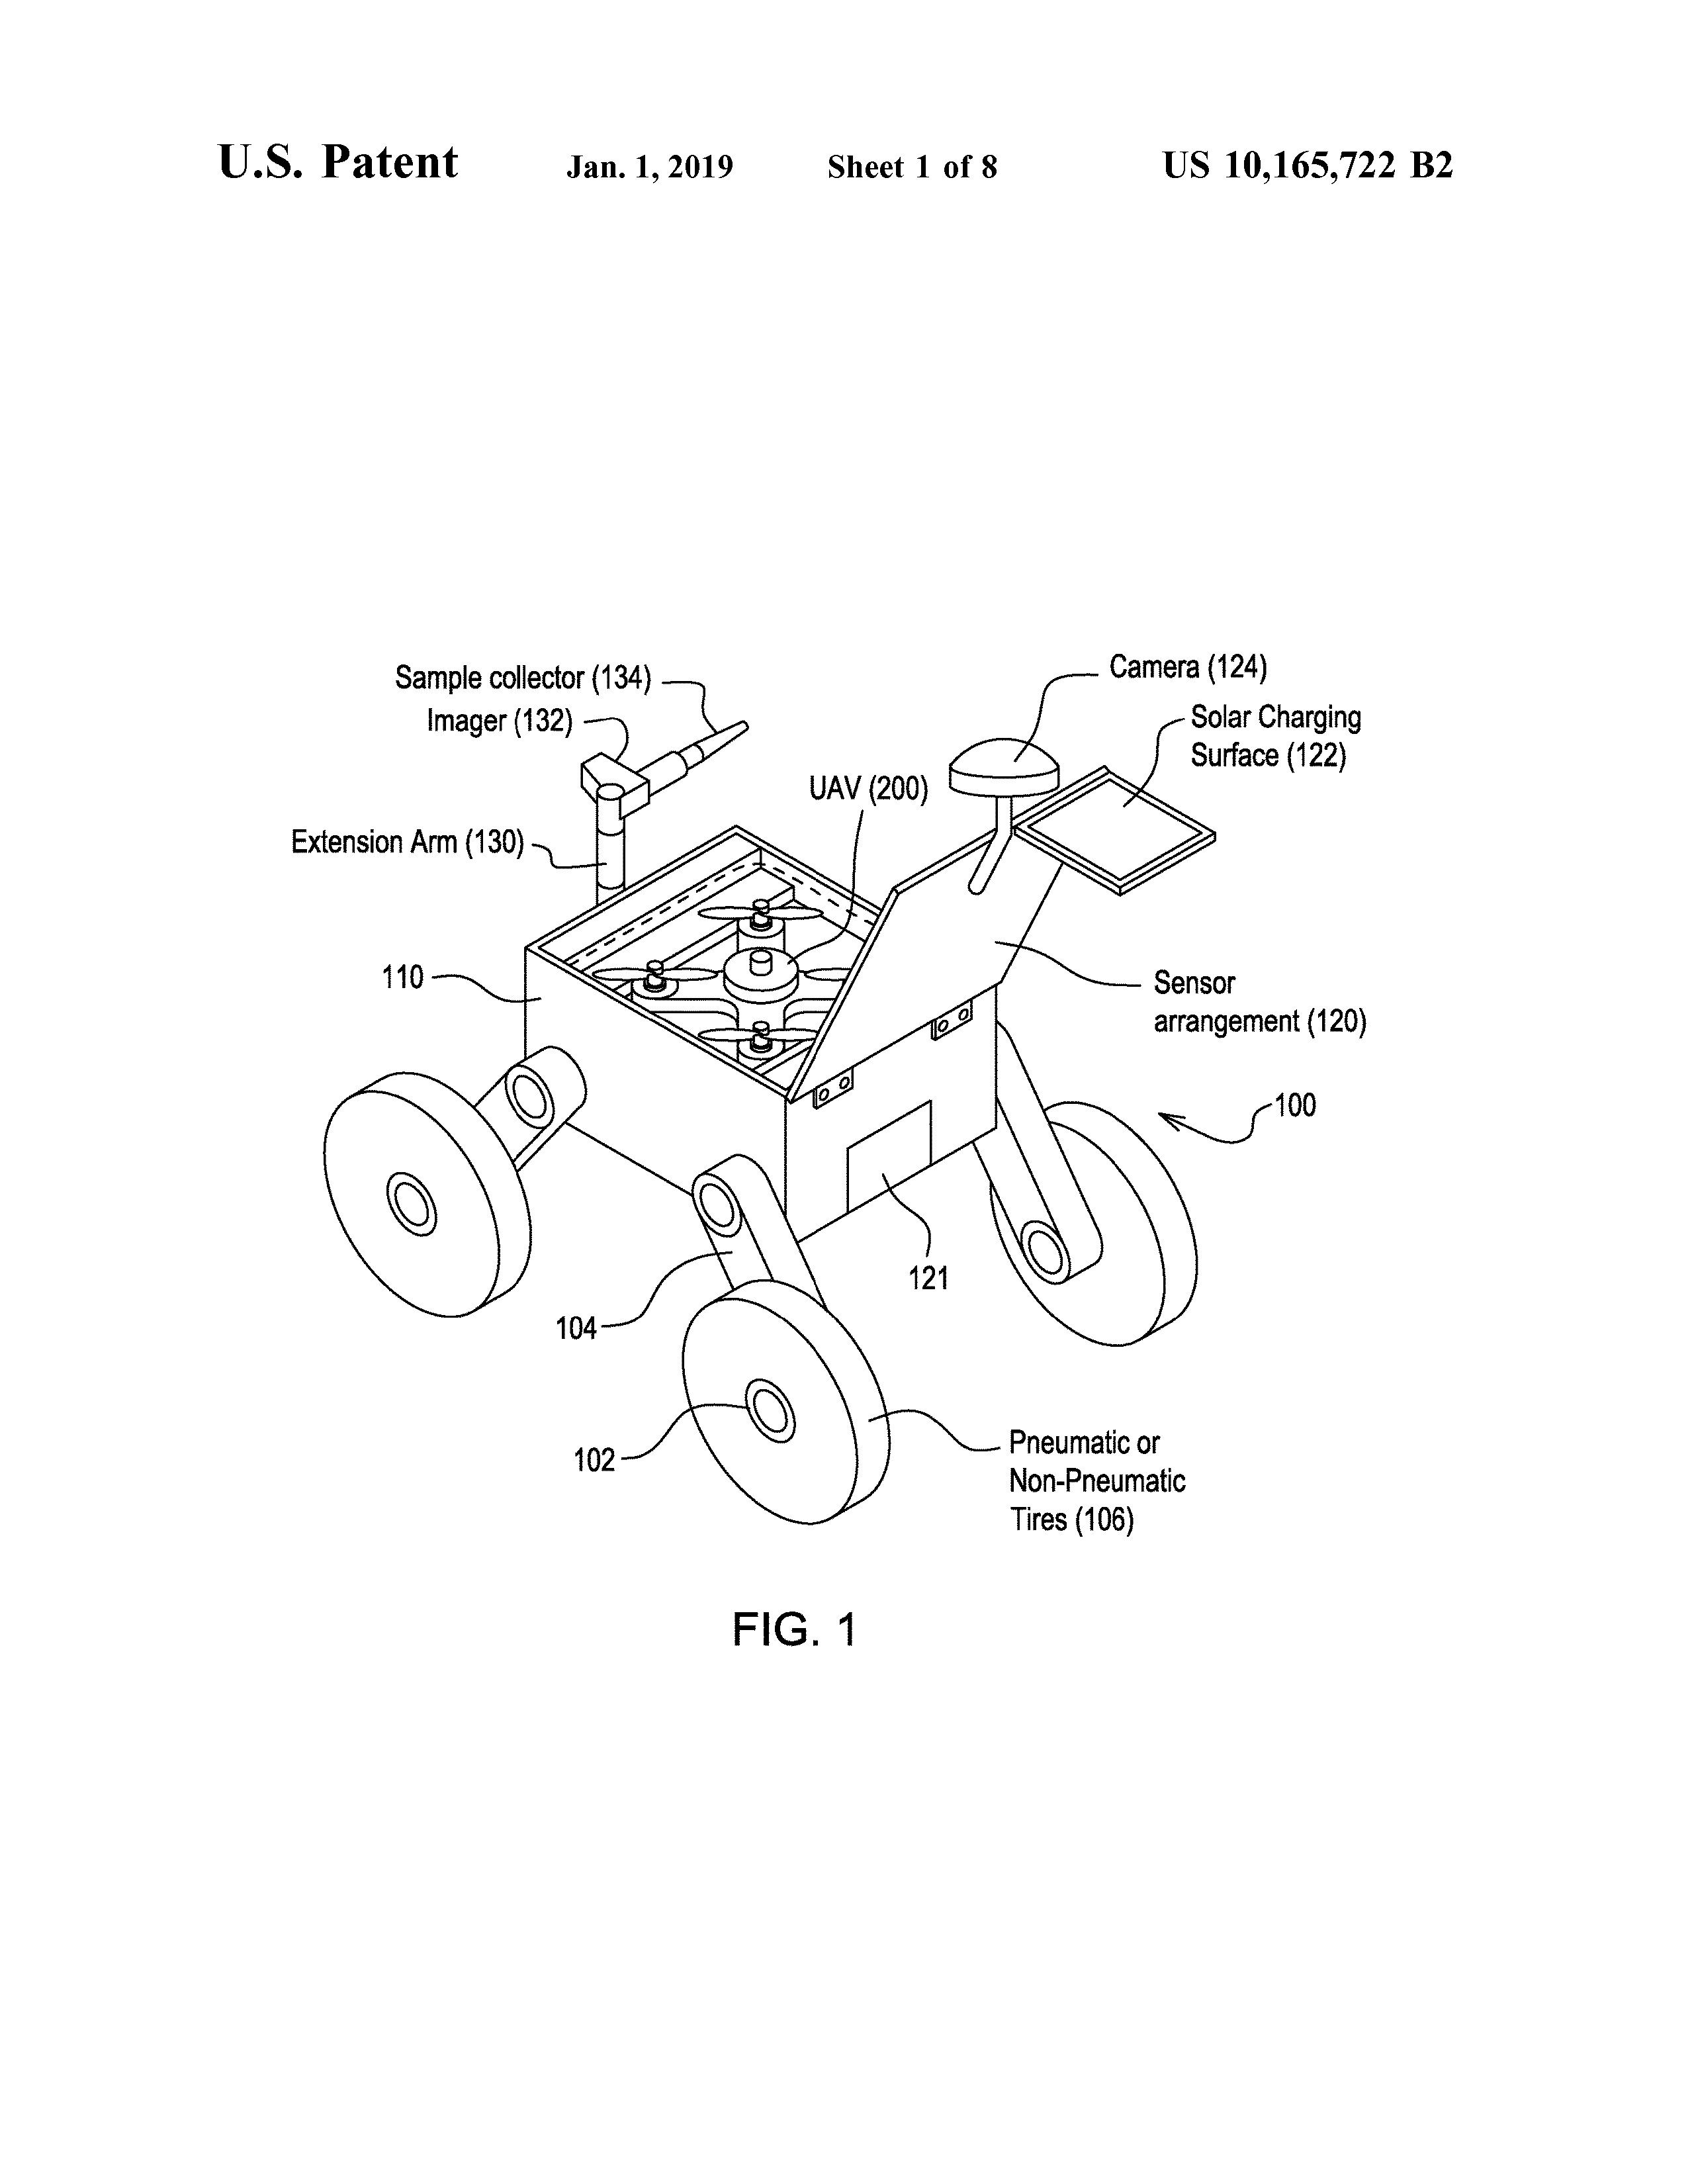 U.S. Patent Jan. 1, 2019 Sheet 1 of 8 US 10,165,722 B2
Sample collector (134)
Imager (132)
Extension Arm (130)
UAV (200)
Camera (124)
Solar Charging
Surface (122)
110
Sensor
arrangement (120)
100
121
104
102
Pneumatic or
Non-Pneumatic
Tires (106)
FIG. 1